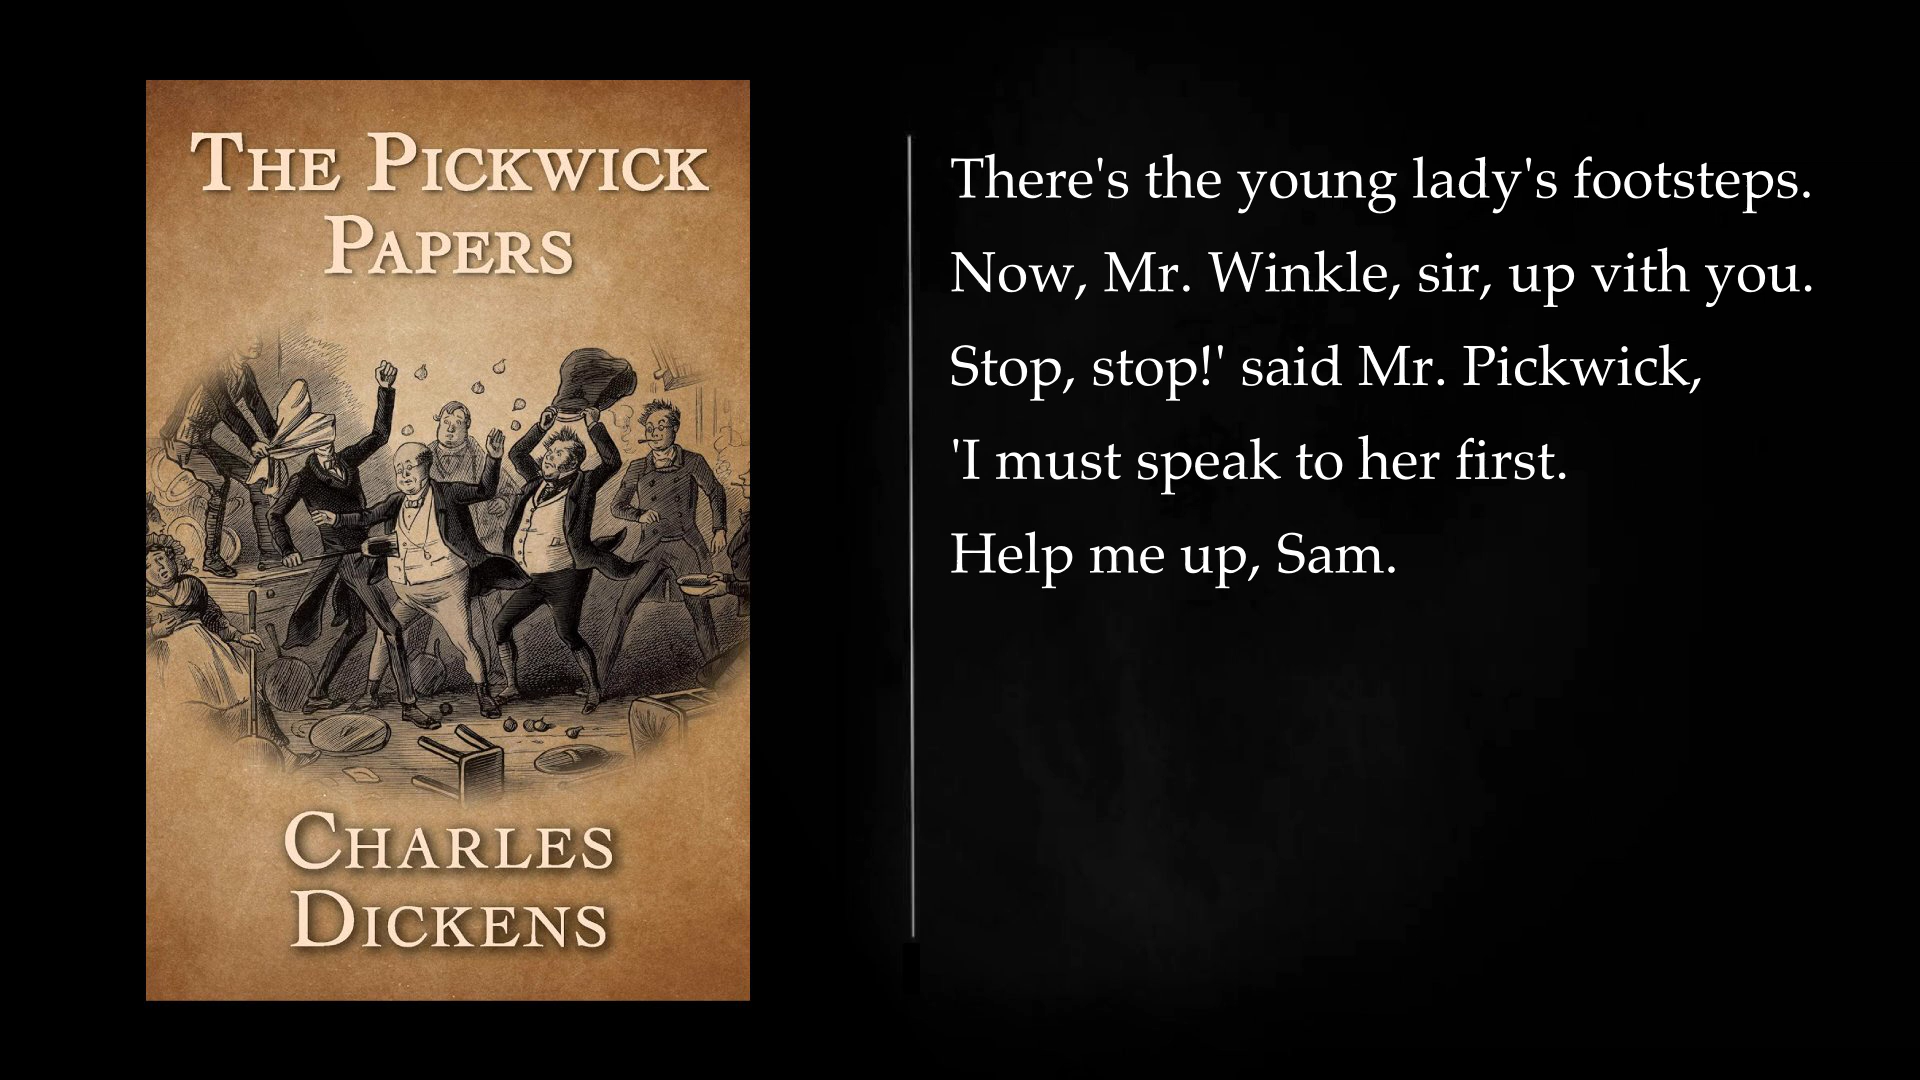 The Pickwick
Papers
Charles
Dickens
There's the young lady's footsteps.
Now, Mr. Winkle, sir, up vith you.
Stop, stop!' said Mr. Pickwick,
'I must speak to her first.
Help me up, Sam.